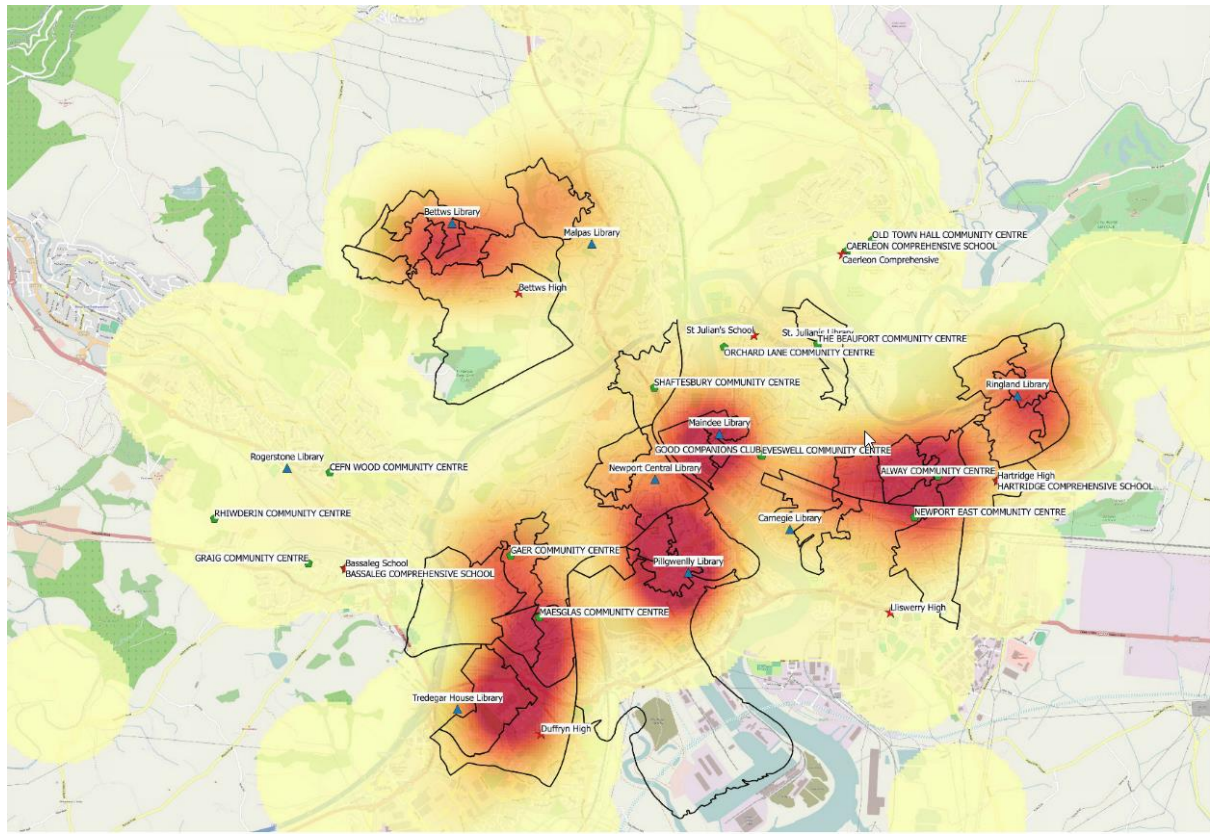 Bettws Library
Malpas Library
OLD TOWN HALL COMMUNITY CENTRE
CAERLEON COMPREHENSIVE SCHOOL
Caerleon Comprehensive
Bettws High
St Julian's School
St. Julian's Library
THE BEAUFORT COMMUNITY CENTRE
ORCHARD LANE COMMUNITY CENTRE
SHAFTESBURY COMMUNITY CENTRE
Ringland Library
Maindee Library
GOOD COMPANIONS CLUB
EVESWELL COMMUNITY CENTRE
Rogerstone Library
CEFN WOOD COMMUNITY CENTRE
Newport Central Library
ALWAY COMMUNITY CENTRE
Hartridge High
HARTRIDGE COMPREHENSIVE SCHOOL
RHIWDERIN COMMUNITY CENTRE
Carnegie Library
NEWPORT EAST COMMUNITY CENTRE
GAER COMMUNITY CENTRE
GRAIG COMMUNITY CENTRE
Bassaleg School
BASSALEG COMPREHENSIVE SCHOOL
Pillgwenlly Library
MAESGLAS COMMUNITY CENTRE
Lliswerry High
Tredegar House Library
Duffryn High